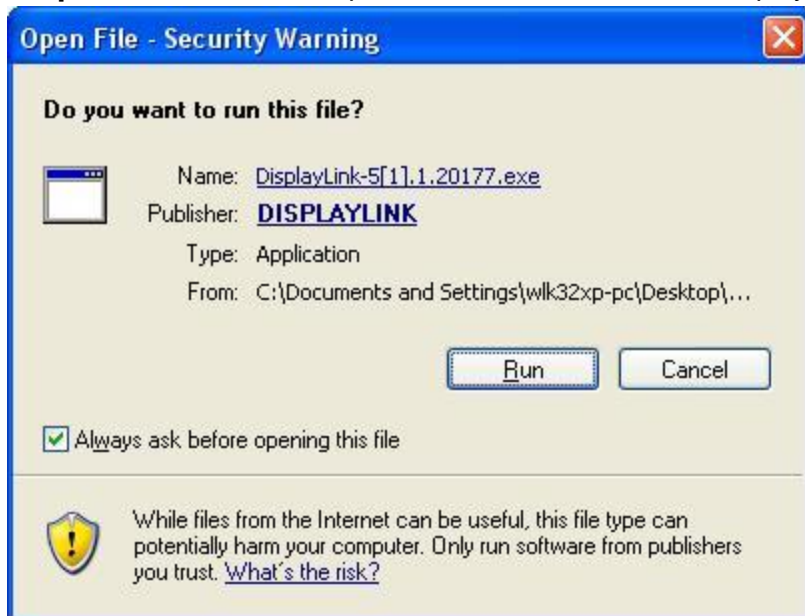 Open File - Security Warning
Do you want to run this file?
Name: DisplayLink-5[1].1.20177.exe
Publisher: DISPLAYLINK
Type: Application
From: C:\Documents and Settings\wlk32xp-pc\Desktop\...
Run Cancel
Always ask before opening this file
While files from the Internet can be useful, this file type can
potentially harm your computer. Only run software from publishers
you trust. What's the risk?